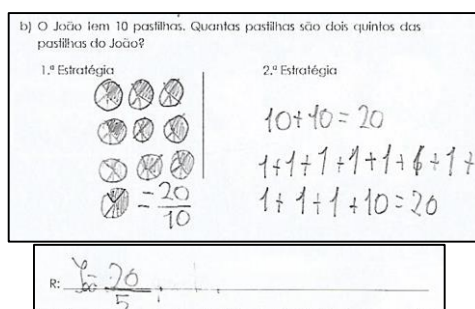 b) O João tem 10 pastilhas. Quantas pastilhas são dois quintos das
pastilhas do João?
1.ª Estratégia
2.ª Estratégia
= 20/10
10+10=20
1+1+1+1+1+1+1+
1+1+1+10=20
R: 20/5